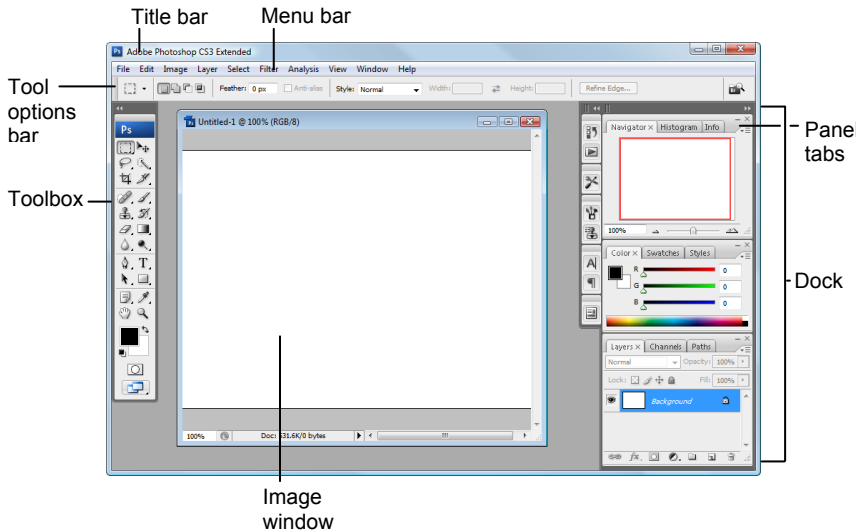 Title bar
Menu bar
Adobe Photoshop CS3 Extended
File Edit Image Layer Select Filter Analysis View Window Help
Feather: 0 px Anti-alias Style: Normal Width: Height: Refine Edge...
Tool
options
bar
Ps
Untitled-1 @ 100% (RGB/8)
Navigator × Histogram Info
Panel
tabs
100%
Toolbox
Color × Swatches Styles
R 0
G 0
B 0
Dock
Layers × Channels Paths
Normal Opacity: 100%
Lock: Fill: 100%
Background
100% Doc: 531.6K/0 bytes
Image
window